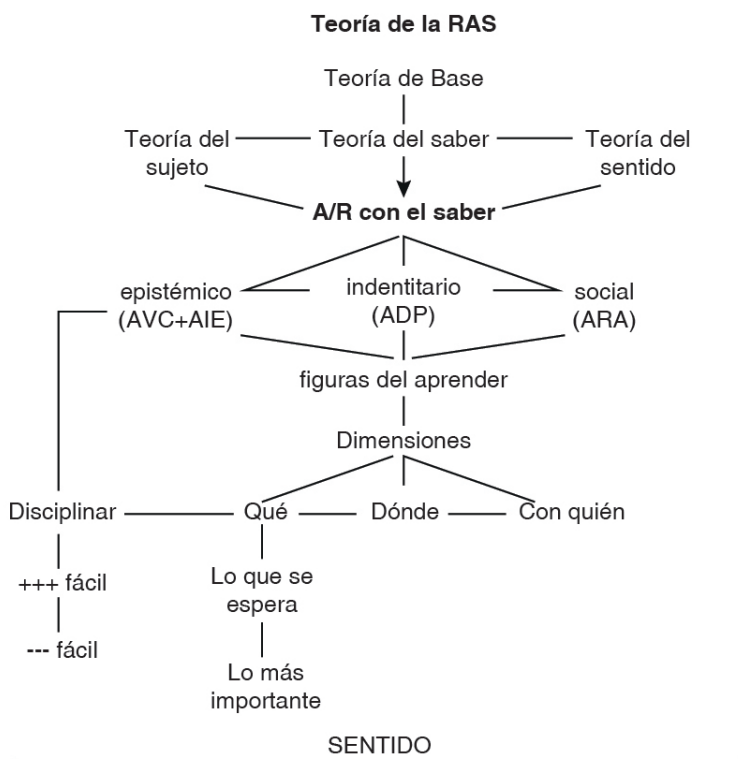 Teoría de la RAS
Teoría de Base
Teoría del Teoría del saber Teoría del
sujeto sentido
A/R con el saber
epistémico indentitario social
(AVC+AIE) (ADP) (ARA)
figuras del aprender
Dimensiones
Disciplinar Qué Dónde Con quién
+++ fácil Lo que se
espera
--- fácil Lo más
importante
SENTIDO